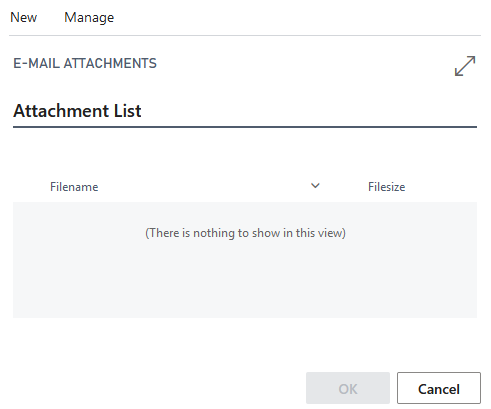 New Manage
E-MAIL ATTACHMENTS
Attachment List
Filename Filesize
(There is nothing to show in this view)
OK Cancel